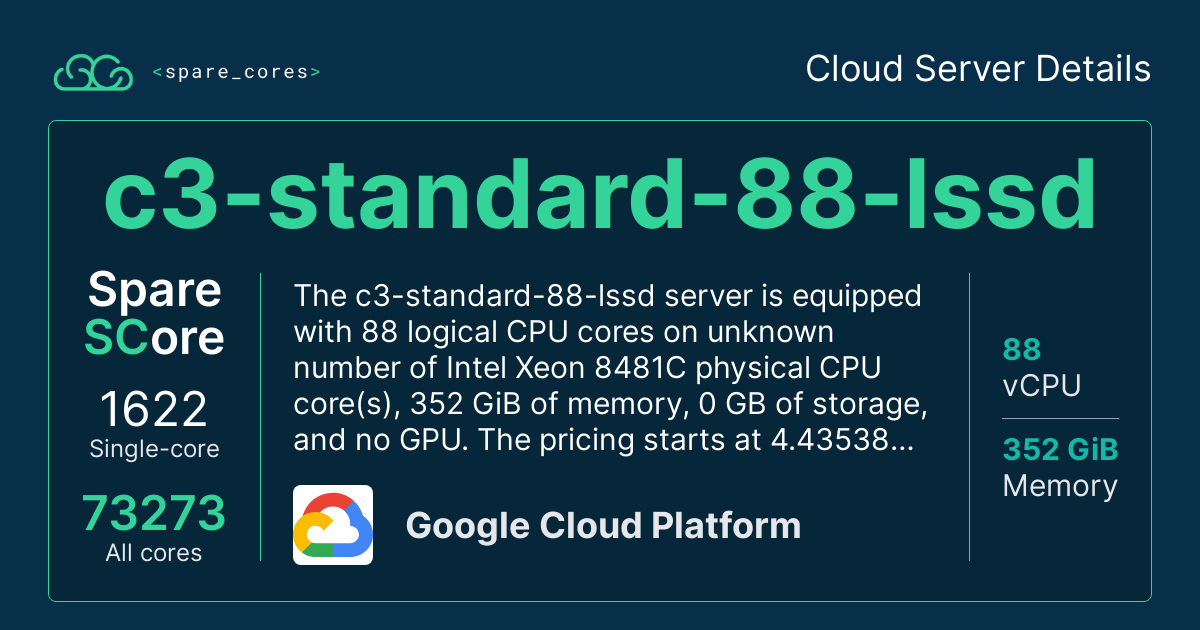 <spare_cores>
Cloud Server Details
c3-standard-88-lssd
Spare
SCore
1622
Single-core
73273
All cores
The c3-standard-88-lssd server is equipped
with 88 logical CPU cores on unknown
number of Intel Xeon 8481C physical CPU
core(s), 352 GiB of memory, 0 GB of storage,
and no GPU. The pricing starts at 4.43538...
Google Cloud Platform
88
vCPU
352 GiB
Memory